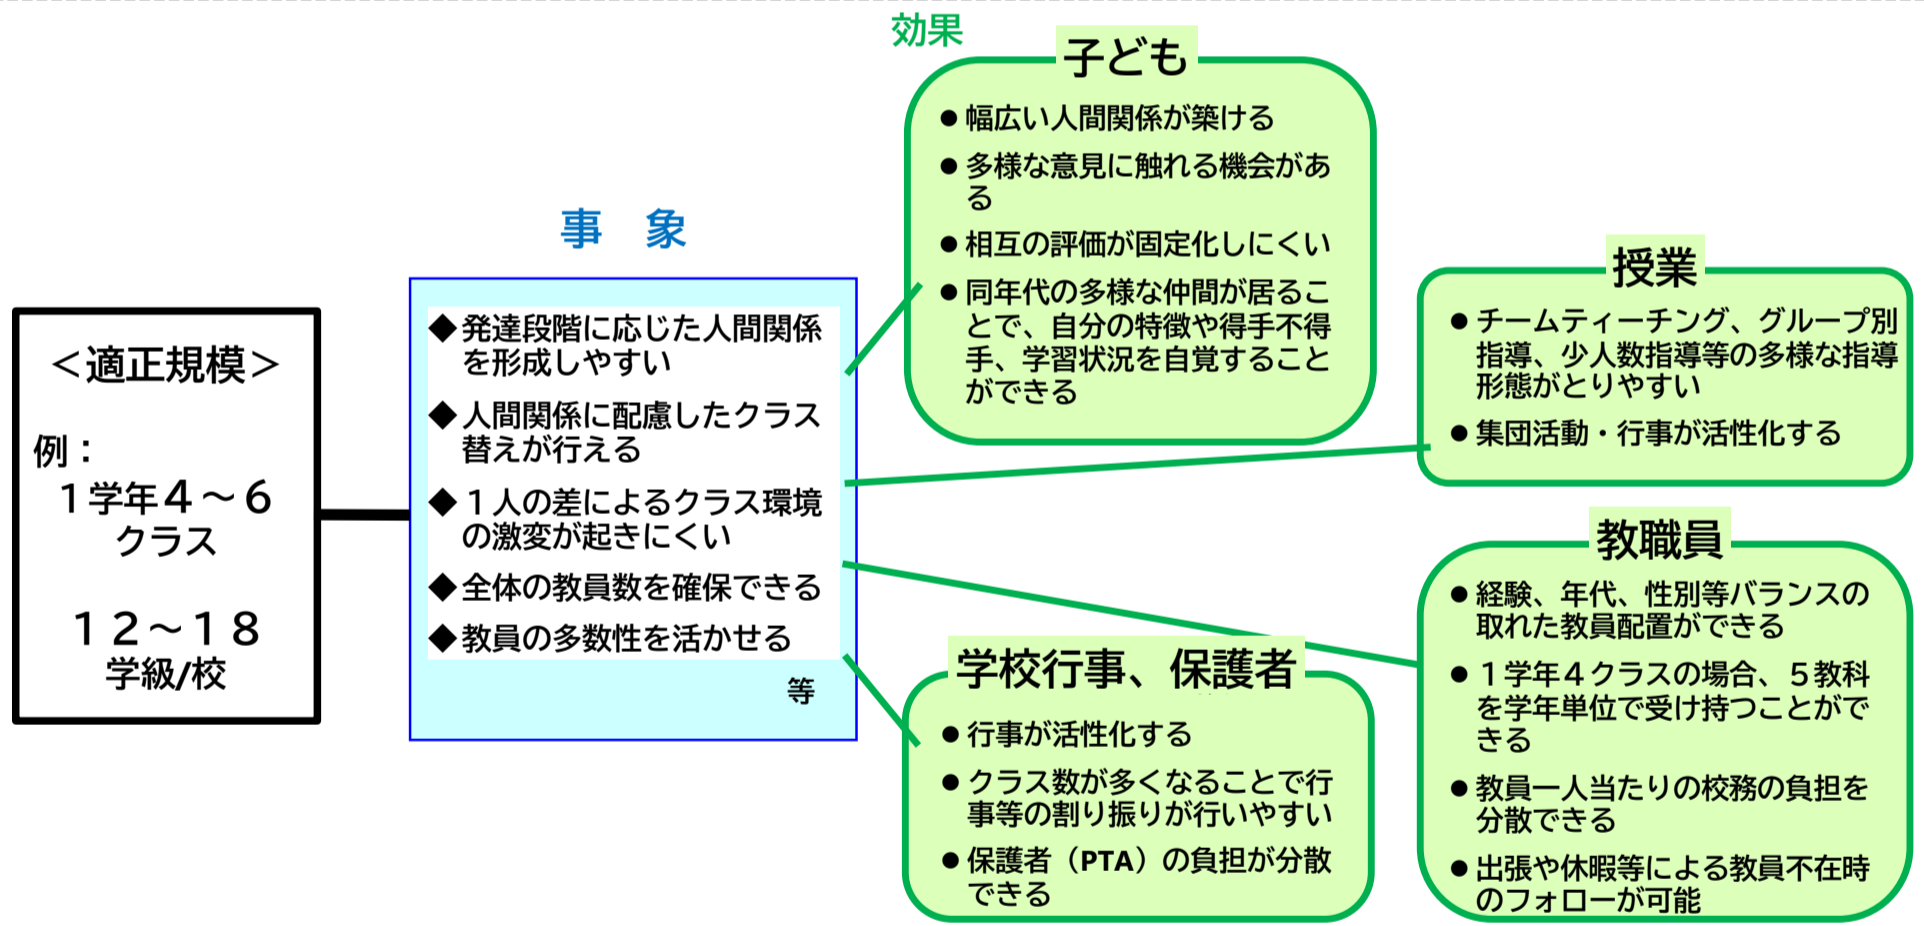 ＜適正規模＞
例：
１学年４～６
クラス
１２～１８
学級/校
事　象
◆発達段階に応じた人間関係
を形成しやすい
◆人間関係に配慮したクラス
替えが行える
◆１人の差によるクラス環境
の激変が起きにくい
◆全体の教員数を確保できる
◆教員の多数性を活かせる
等
効果
子ども
●幅広い人間関係が築ける
●多様な意見に触れる機会があ
る
●相互の評価が固定化しにくい
●同年代の多様な仲間が居るこ
とで、自分の特徴や得手不得
手、学習状況を自覚すること
ができる
授業
●チームティーチング、グループ別
指導、少人数指導等の多様な指導
形態がとりやすい
●集団活動・行事が活性化する
教職員
●経験、年代、性別等バランスの
取れた教員配置ができる
●１学年４クラスの場合、５教科
を学年単位で受け持つことがで
きる
●教員一人当たりの校務の負担を
分散できる
●出張や休暇等による教員不在時
のフォローが可能
学校行事、保護者
●行事が活性化する
●クラス数が多くなることで行
事等の割り振りが行いやすい
●保護者（PTA）の負担が分散
できる